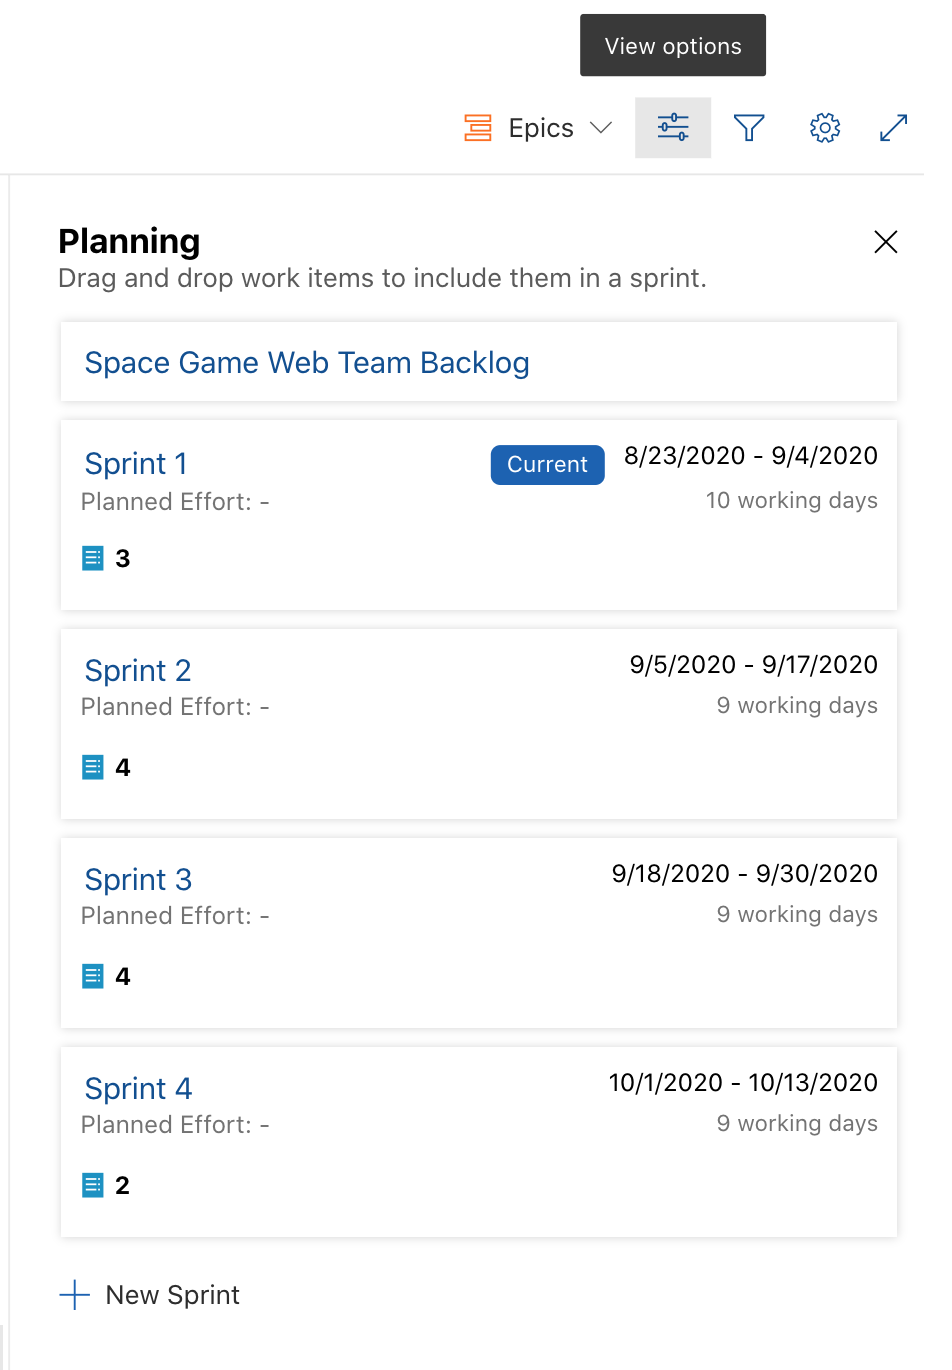 View options
Epics
Planning
Drag and drop work items to include them in a sprint.
Space Game Web Team Backlog
Sprint 1 Current 8/23/2020 - 9/4/2020
Planned Effort: - 10 working days
3
Sprint 2 9/5/2020 - 9/17/2020
Planned Effort: - 9 working days
4
Sprint 3 9/18/2020 - 9/30/2020
Planned Effort: - 9 working days
4
Sprint 4 10/1/2020 - 10/13/2020
Planned Effort: - 9 working days
2
New Sprint